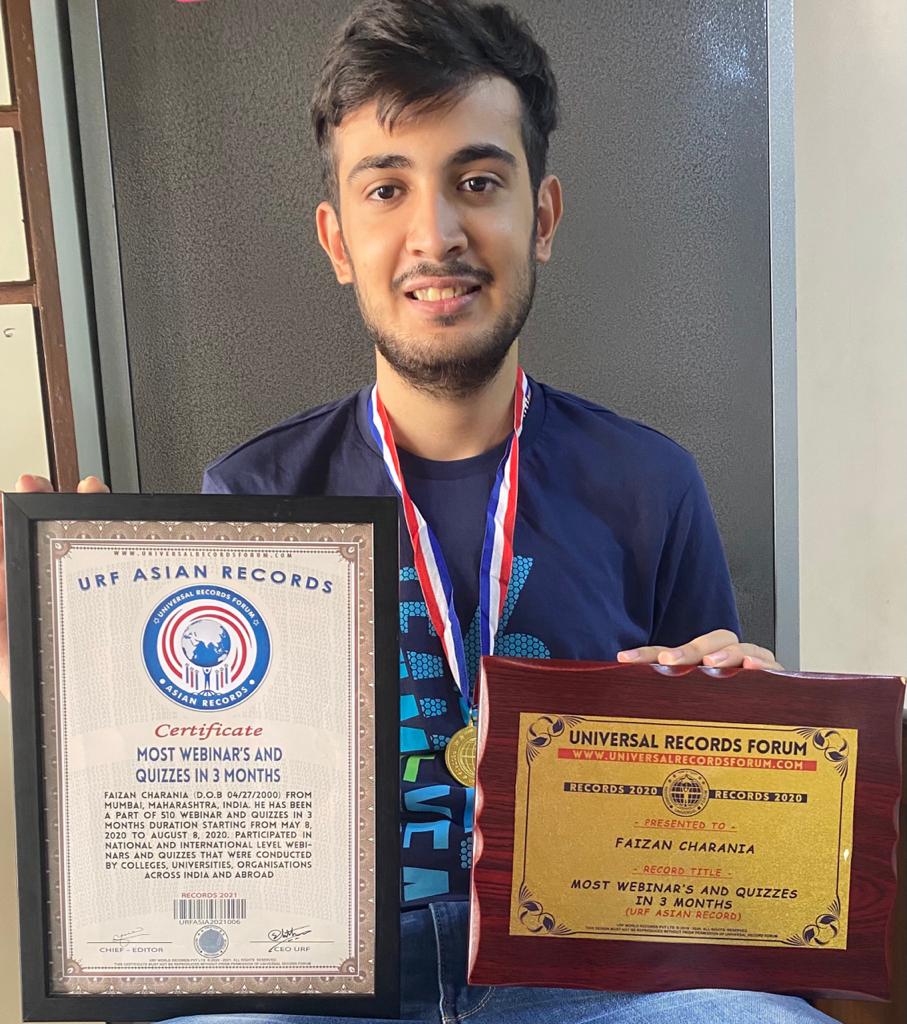 WWW.UNIVERSALRECORDSFORUM.COM
URF ASIAN RECORDS
UNIVERSAL RECORDS FORUM
ASIAN RECORDS
Certificate
MOST WEBINAR'S AND
QUIZZES IN 3 MONTHS
FAIZAN CHARANIA (D.O.B 04/27/2000) FROM
MUMBAI, MAHARASHTRA, INDIA. HE HAS BEEN
A PART OF 510 WEBINAR AND QUIZZES IN 3
MONTHS DURATION STARTING FROM MAY 8,
2020 TO AUGUST 8, 2020. PARTICIPATED IN
NATIONAL AND INTERNATIONAL LEVEL WEBI-
NARS AND QUIZZES THAT WERE CONDUCTED
BY COLLEGES, UNIVERSITIES, ORGANISATIONS
ACROSS INDIA AND ABROAD
RECORDS 2021
URFASIA2021006
CHIEF - EDITOR
CEO URF
UNIVERSAL RECORDS FORUM
WWW.UNIVERSALRECORDSFORUM.COM
RECORDS 2020
RECORDS 2020
- PRESENTED TO -
FAIZAN CHARANIA
- RECORD TITLE -
MOST WEBINAR'S AND QUIZZES
IN 3 MONTHS
(URF ASIAN RECORD)